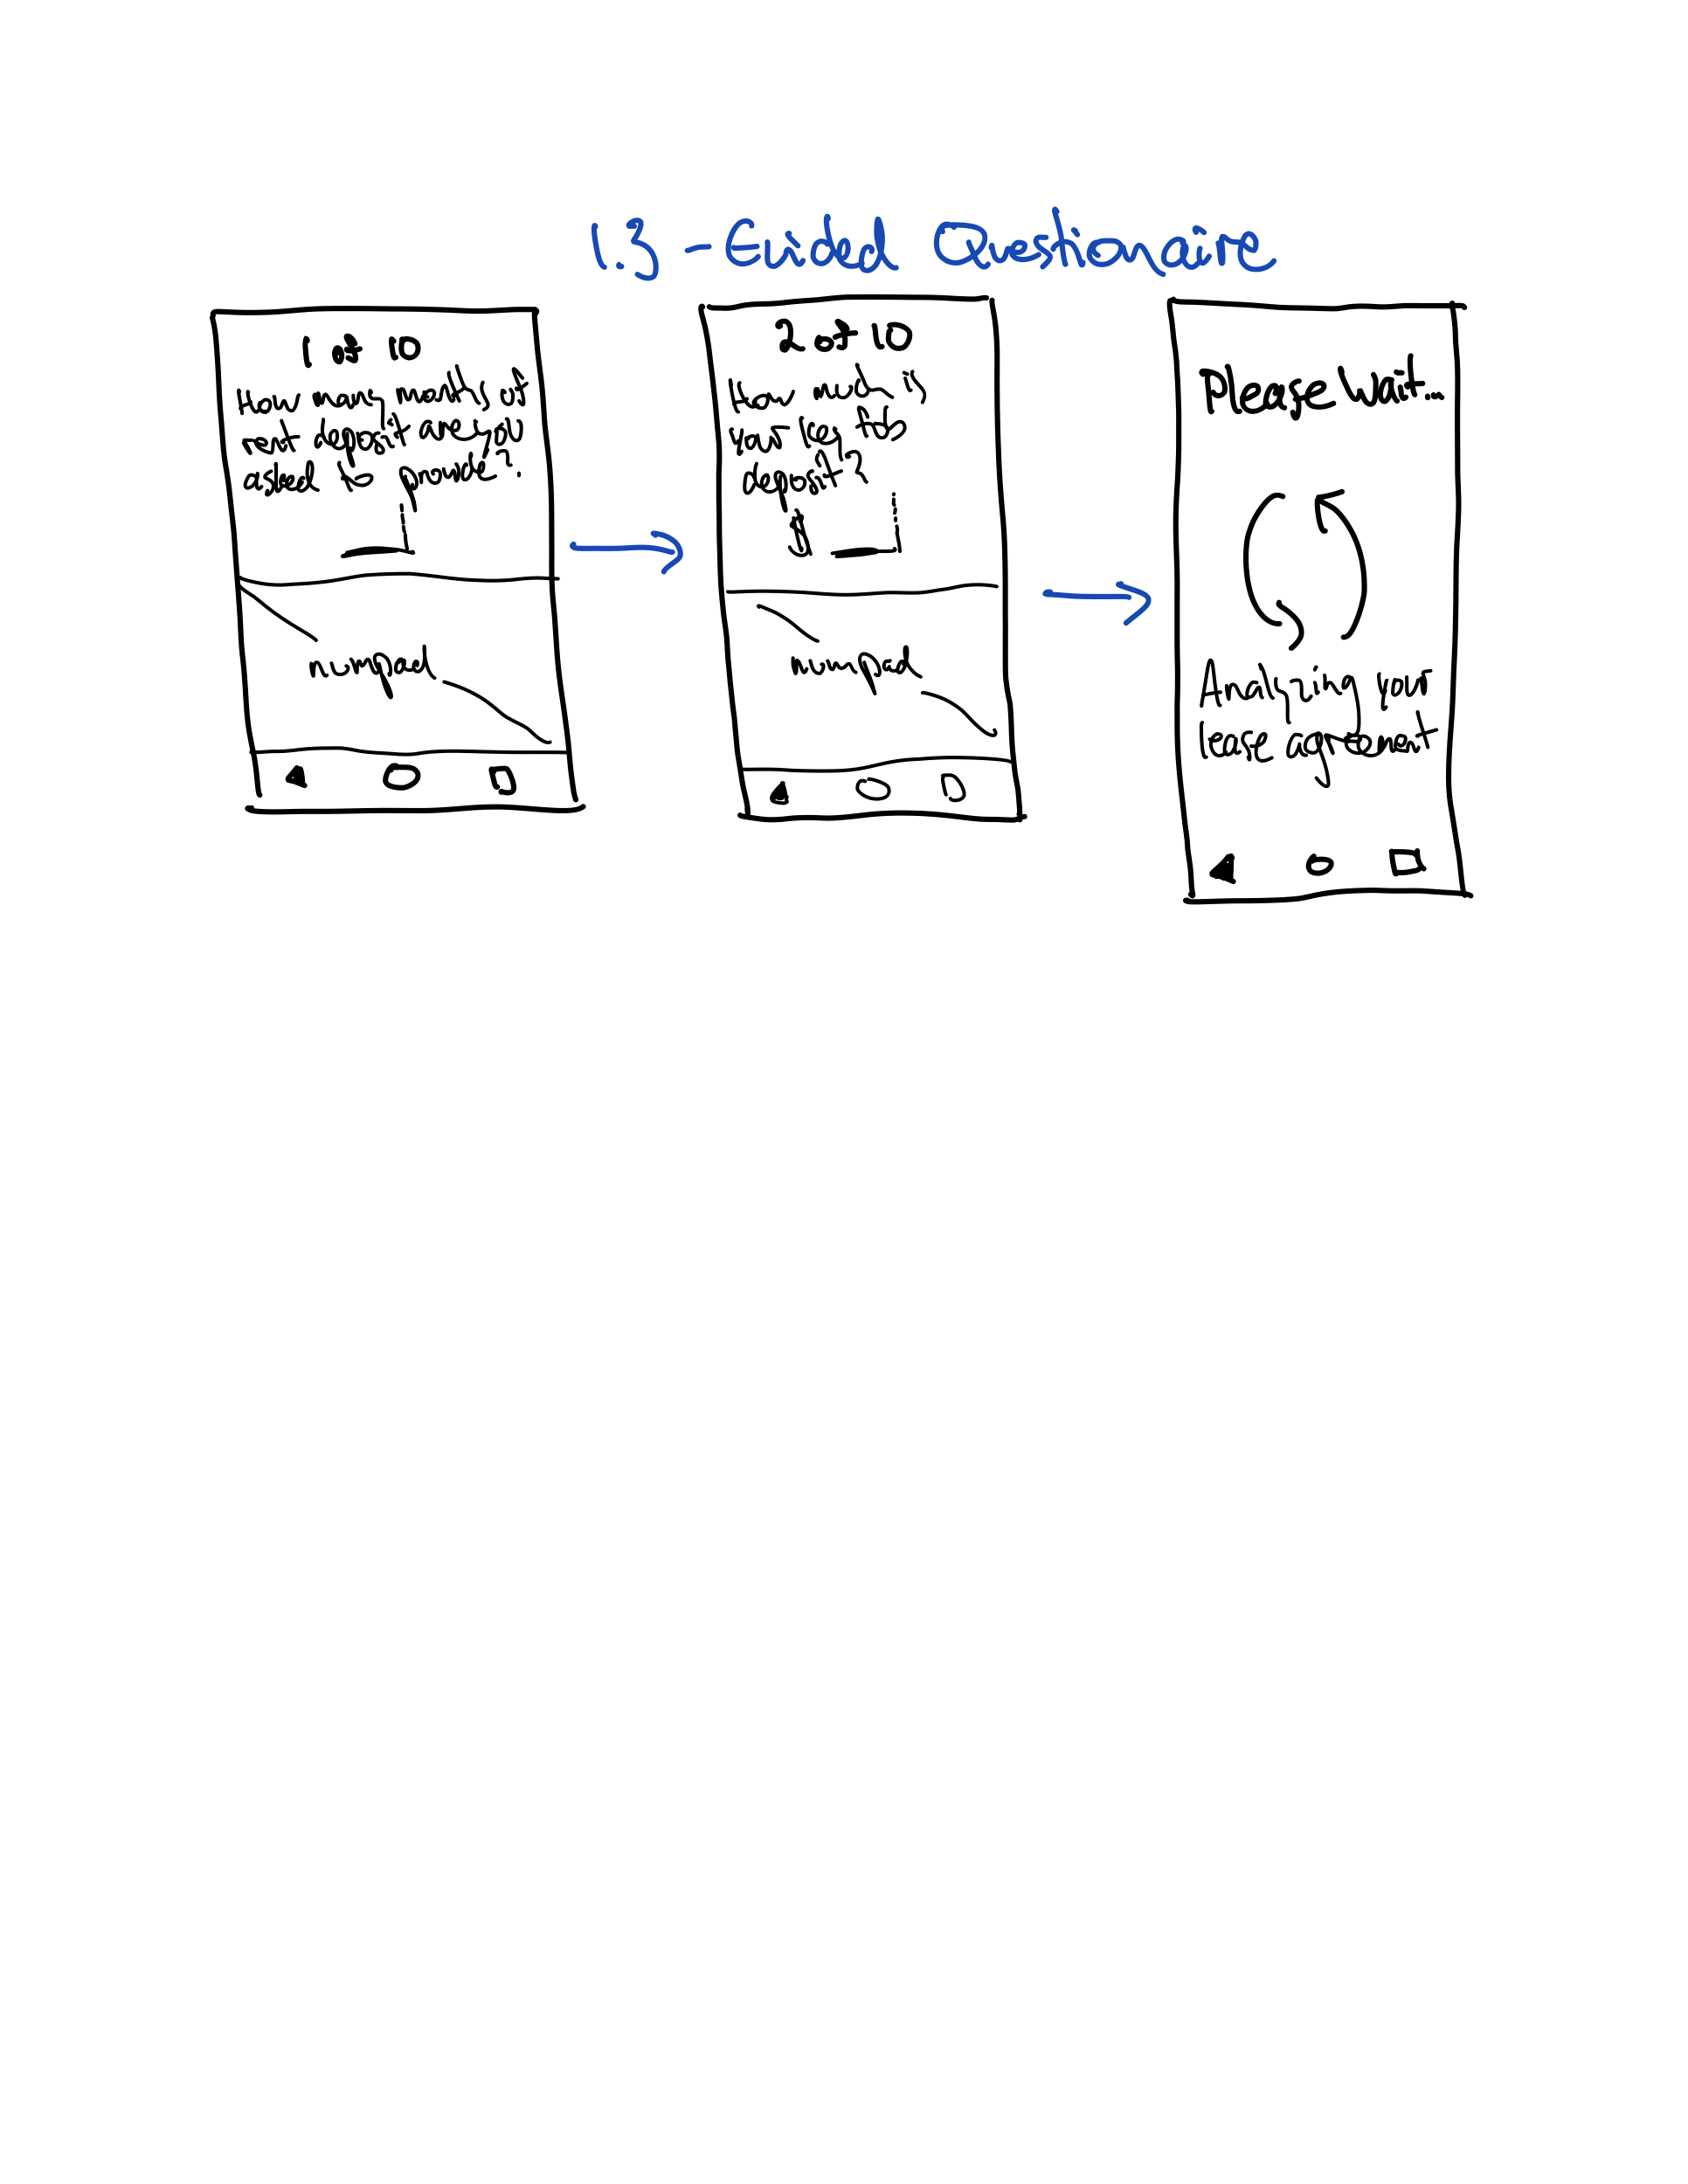 1.3 - Guided Questionaire
1 of 10
How many months of
rent deposit are you
asked to provide?
numpad
2 of 10
How much is
your key fob
deposit?
$
numpad
Please Wait...
Analyzing your
lease agreement